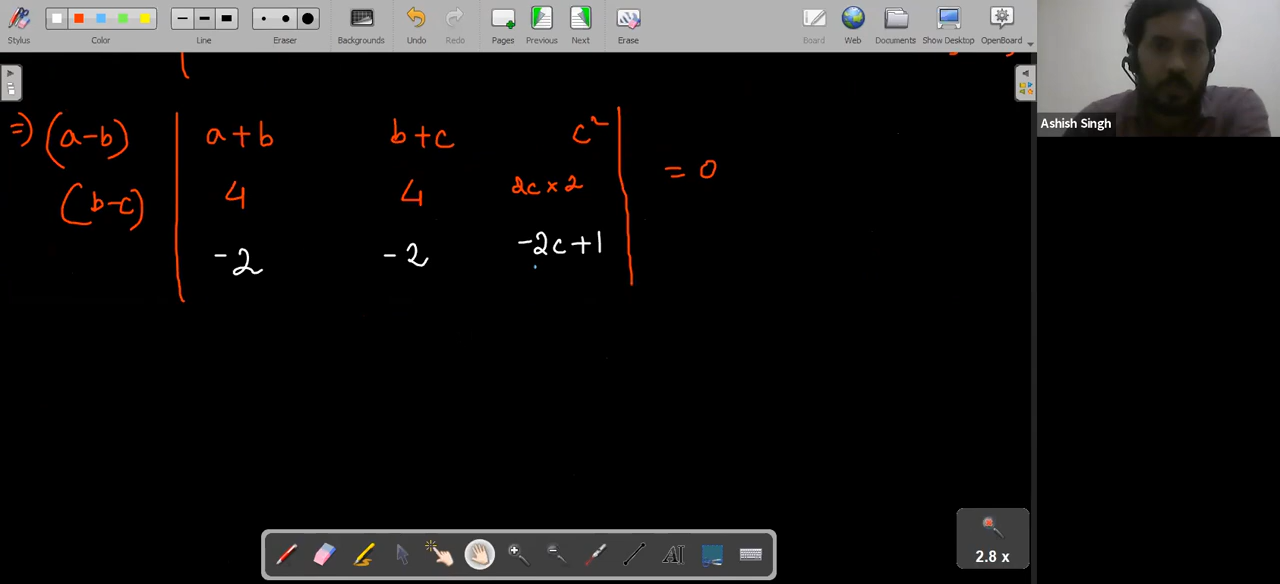 Stylus Color Line Eraser Backgrounds Undo Redo Pages Previous Next Erase Board Web Documents Show Desktop OpenBoard
Ashish Singh
⇒ (a-b) | a+b b+c c² |
(b-c) | 4 4 2c×2 | = 0
| -2 -2 -2c+1 |
AI
2.8 x